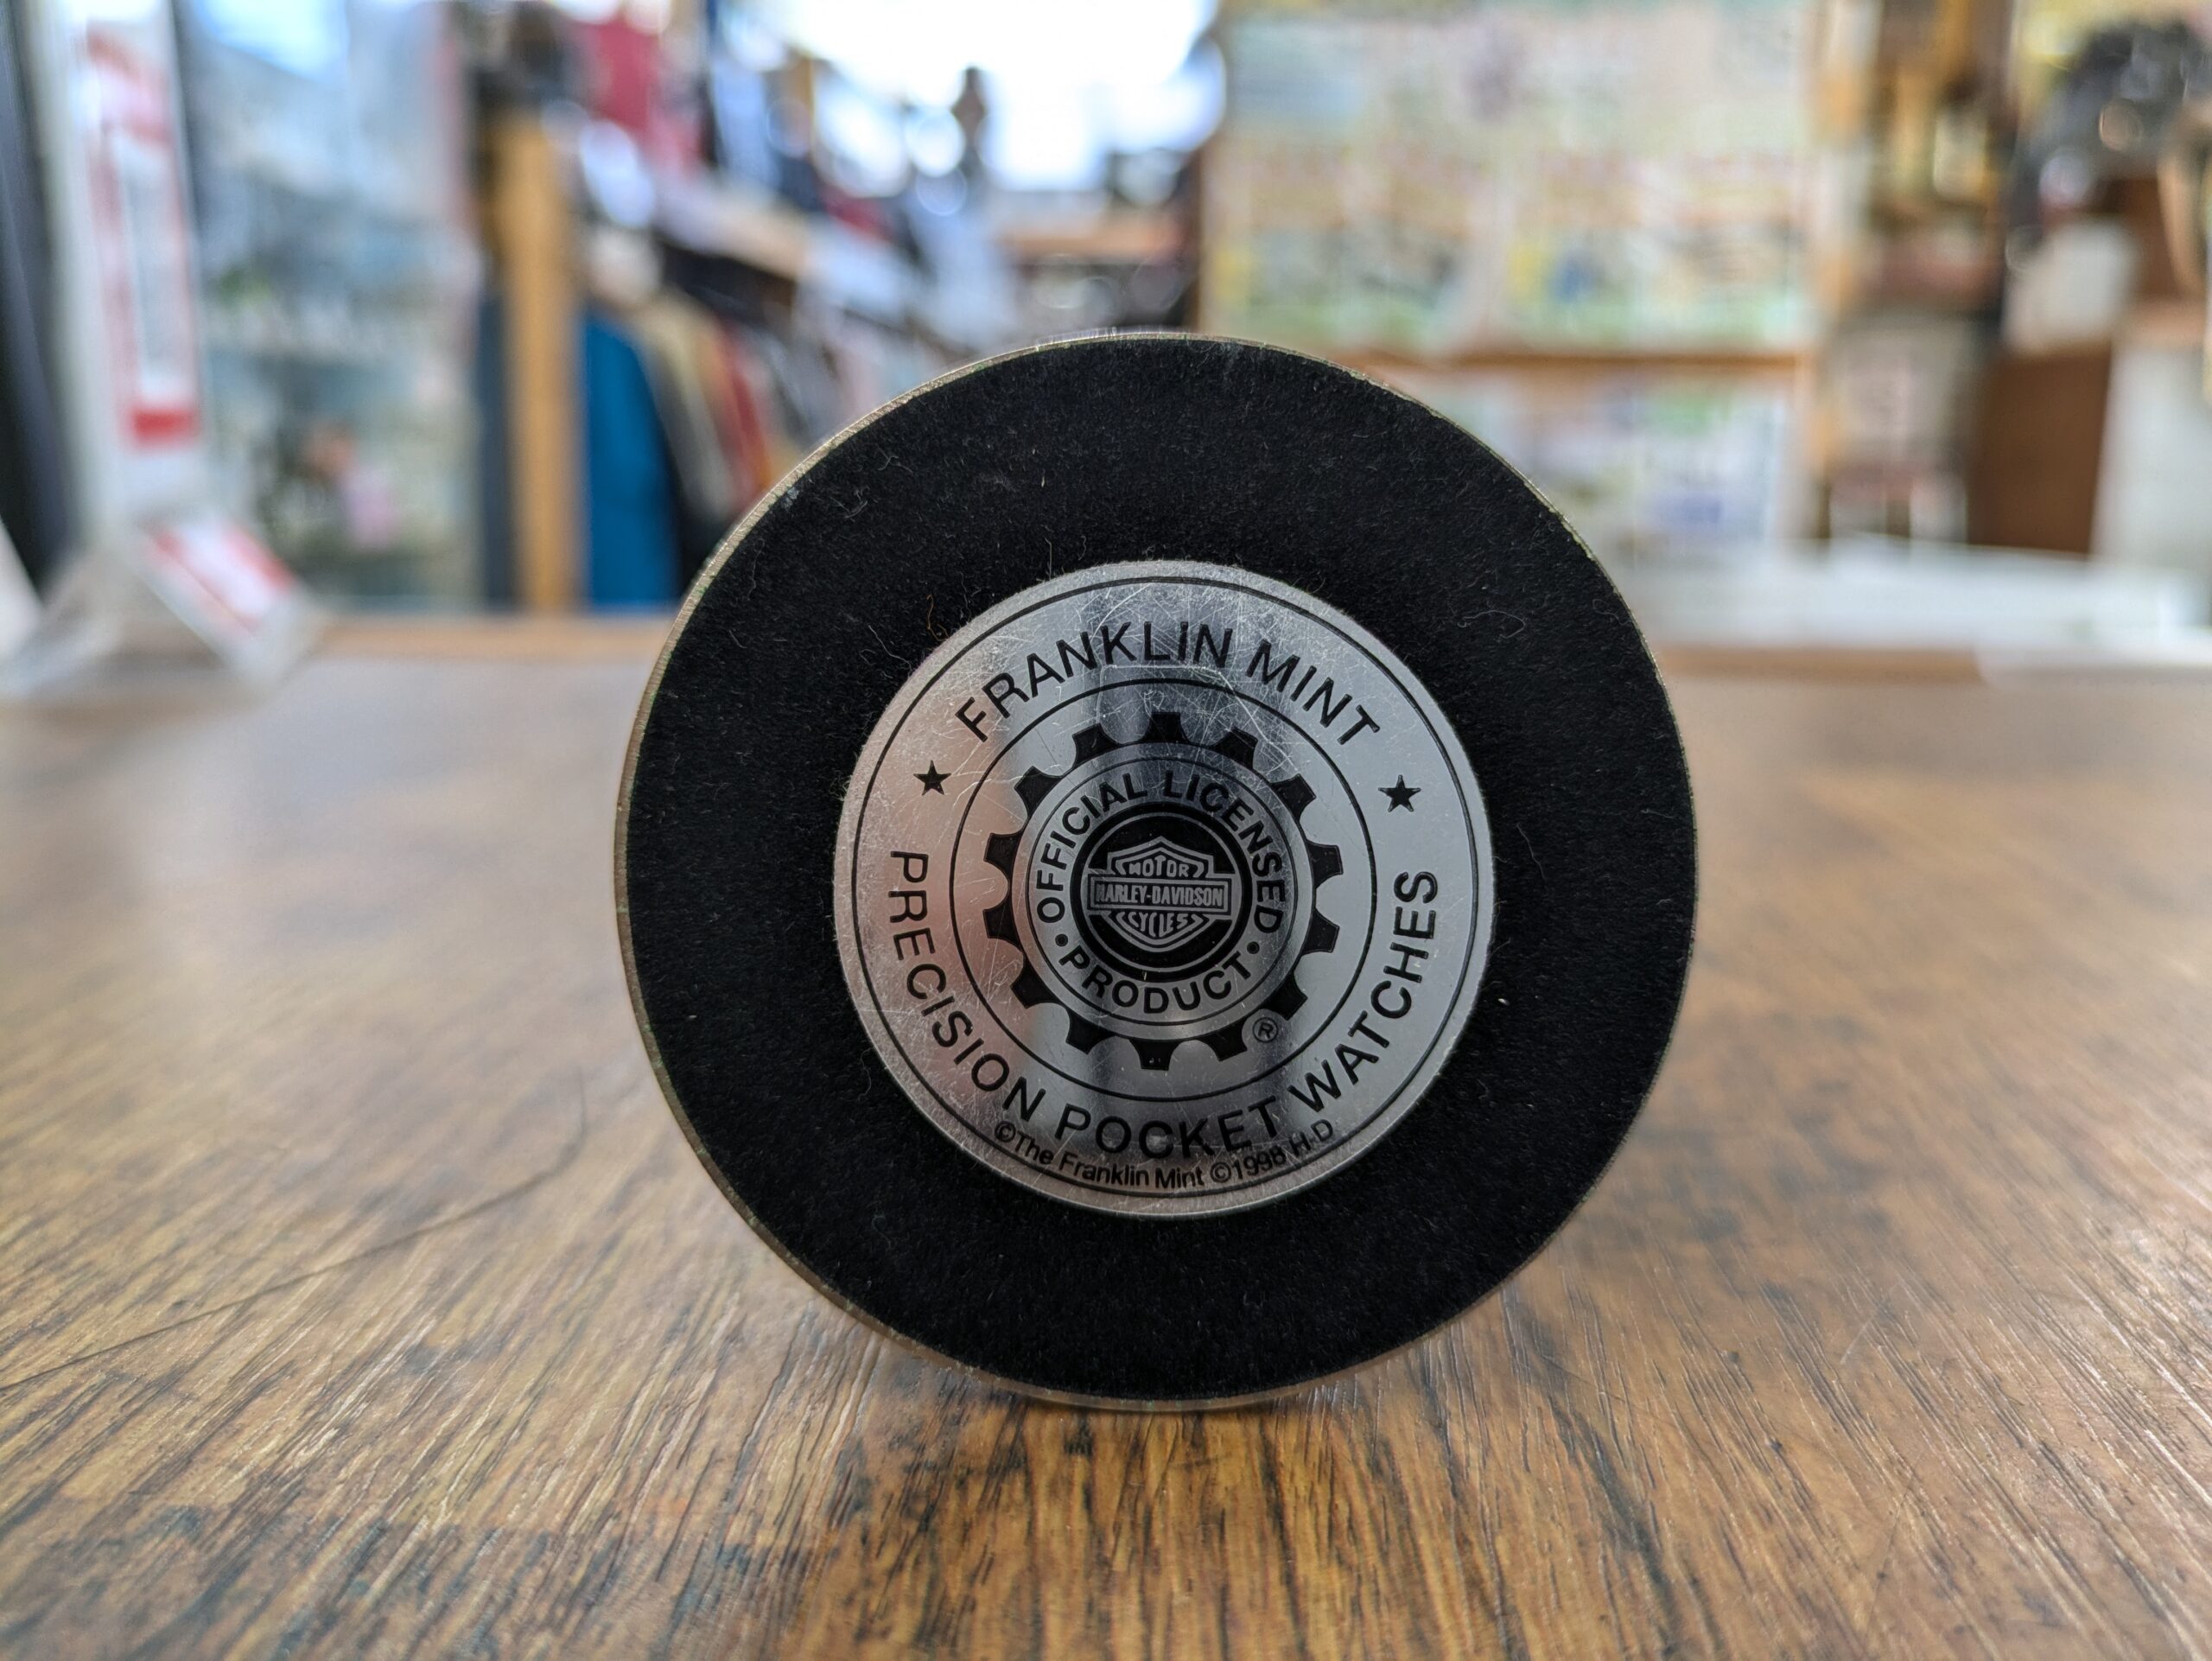 FRANKLIN MINT
★ ★
PRECISION POCKET WATCHES
©The Franklin Mint ©1998 H-D
OFFICIAL LICENSED
• PRODUCT •
MOTOR
HARLEY-DAVIDSON
CYCLES
®